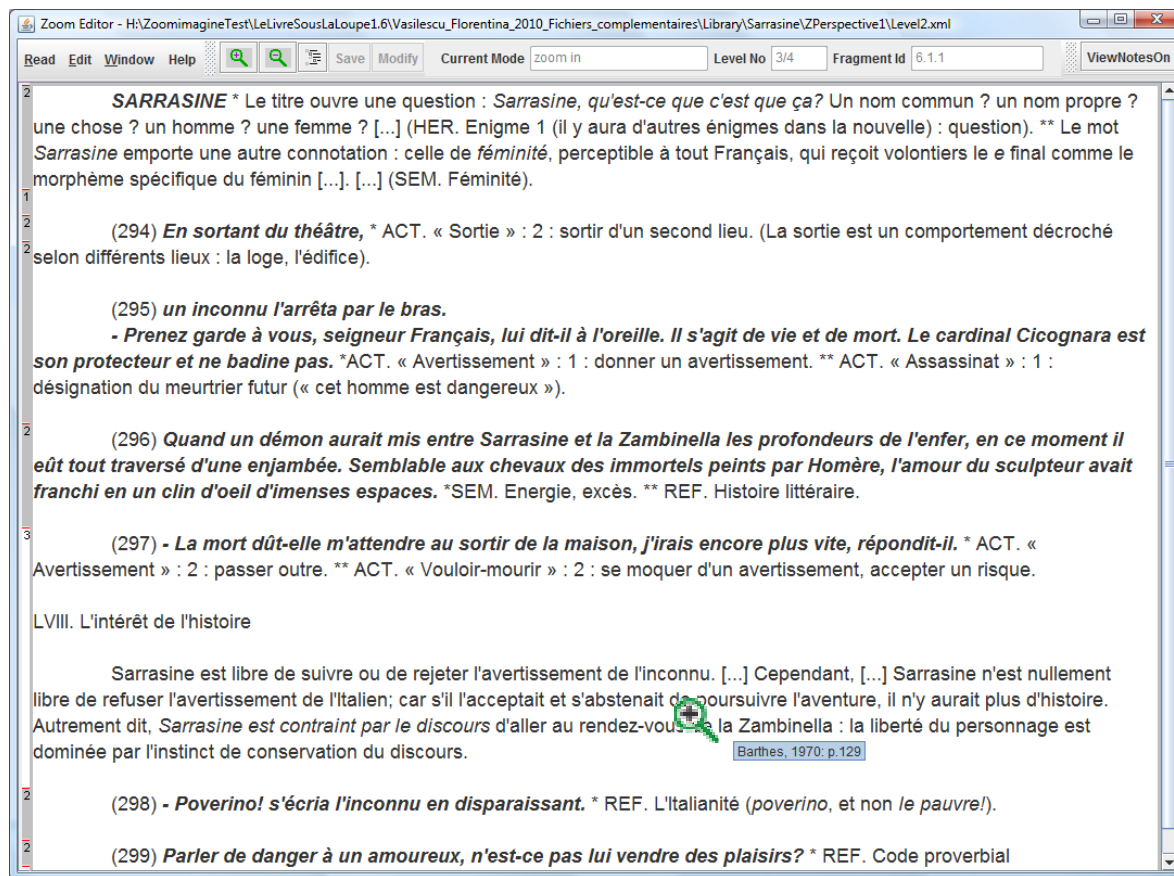 Zoom Editor - H:\ZoomimagineTest\LeLivreSousLaLoupe1.6\Vasilescu_Florentina_2010_Fichiers_complementaires\Library\Sarrasine\ZPerspective1\Level2.xml
Read Edit Window Help Save Modify Current Mode zoom in Level No 3/4 Fragment Id 6.1.1 ViewNotesOn
2
SARRASINE * Le titre ouvre une question : Sarrasine, qu'est-ce que c'est que ça? Un nom commun ? un nom propre ?
une chose ? un homme ? une femme ? [...] (HER. Enigme 1 (il y aura d'autres énigmes dans la nouvelle) : question). ** Le mot
Sarrasine emporte une autre connotation : celle de féminité, perceptible à tout Français, qui reçoit volontiers le e final comme le
morphème spécifique du féminin [...]. [...] (SEM. Féminité).
1
2
(294) En sortant du théâtre, * ACT. « Sortie » : 2 : sortir d'un second lieu. (La sortie est un comportement décroché
2
selon différents lieux : la loge, l'édifice).
(295) un inconnu l'arrêta par le bras.
- Prenez garde à vous, seigneur Français, lui dit-il à l'oreille. Il s'agit de vie et de mort. Le cardinal Cicognara est
son protecteur et ne badine pas. *ACT. « Avertissement » : 1 : donner un avertissement. ** ACT. « Assassinat » : 1 :
désignation du meurtrier futur (« cet homme est dangereux »).
2
(296) Quand un démon aurait mis entre Sarrasine et la Zambinella les profondeurs de l'enfer, en ce moment il
eût tout traversé d'une enjambée. Semblable aux chevaux des immortels peints par Homère, l'amour du sculpteur avait
franchi en un clin d'oeil d'imenses espaces. *SEM. Energie, excès. ** REF. Histoire littéraire.
3
(297) - La mort dût-elle m'attendre au sortir de la maison, j'irais encore plus vite, répondit-il. * ACT. «
Avertissement » : 2 : passer outre. ** ACT. « Vouloir-mourir » : 2 : se moquer d'un avertissement, accepter un risque.
LVIII. L'intérêt de l'histoire
Sarrasine est libre de suivre ou de rejeter l'avertissement de l'inconnu. [...] Cependant, [...] Sarrasine n'est nullement
libre de refuser l'avertissement de l'Italien; car s'il l'acceptait et s'abstenait de poursuivre l'aventure, il n'y aurait plus d'histoire.
Autrement dit, Sarrasine est contraint par le discours d'aller au rendez-vous de la Zambinella : la liberté du personnage est
dominée par l'instinct de conservation du discours.
Barthes, 1970: p.129
2
(298) - Poverino! s'écria l'inconnu en disparaissant. * REF. L'Italianité (poverino, et non le pauvre!).
2
(299) Parler de danger à un amoureux, n'est-ce pas lui vendre des plaisirs? * REF. Code proverbial